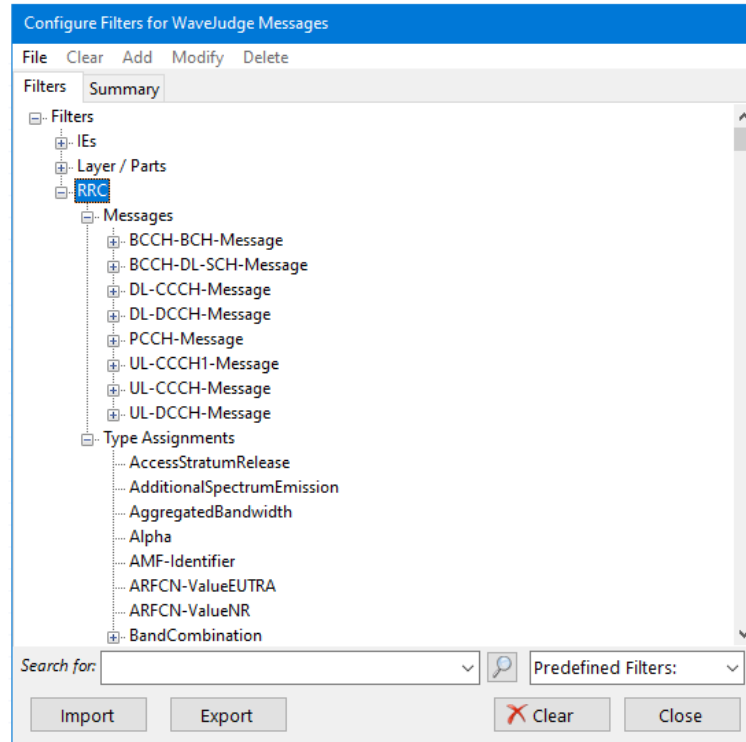 Configure Filters for WaveJudge Messages
File Clear Add Modify Delete
Filters Summary
Filters
IEs
Layer / Parts
RRC
Messages
BCCH-BCH-Message
BCCH-DL-SCH-Message
DL-CCCH-Message
DL-DCCH-Message
PCCH-Message
UL-CCCH1-Message
UL-CCCH-Message
UL-DCCH-Message
Type Assignments
AccessStratumRelease
AdditionalSpectrumEmission
AggregatedBandwidth
Alpha
AMF-Identifier
ARFCN-ValueEUTRA
ARFCN-ValueNR
BandCombination
Search for: Predefined Filters:
Import Export Clear Close